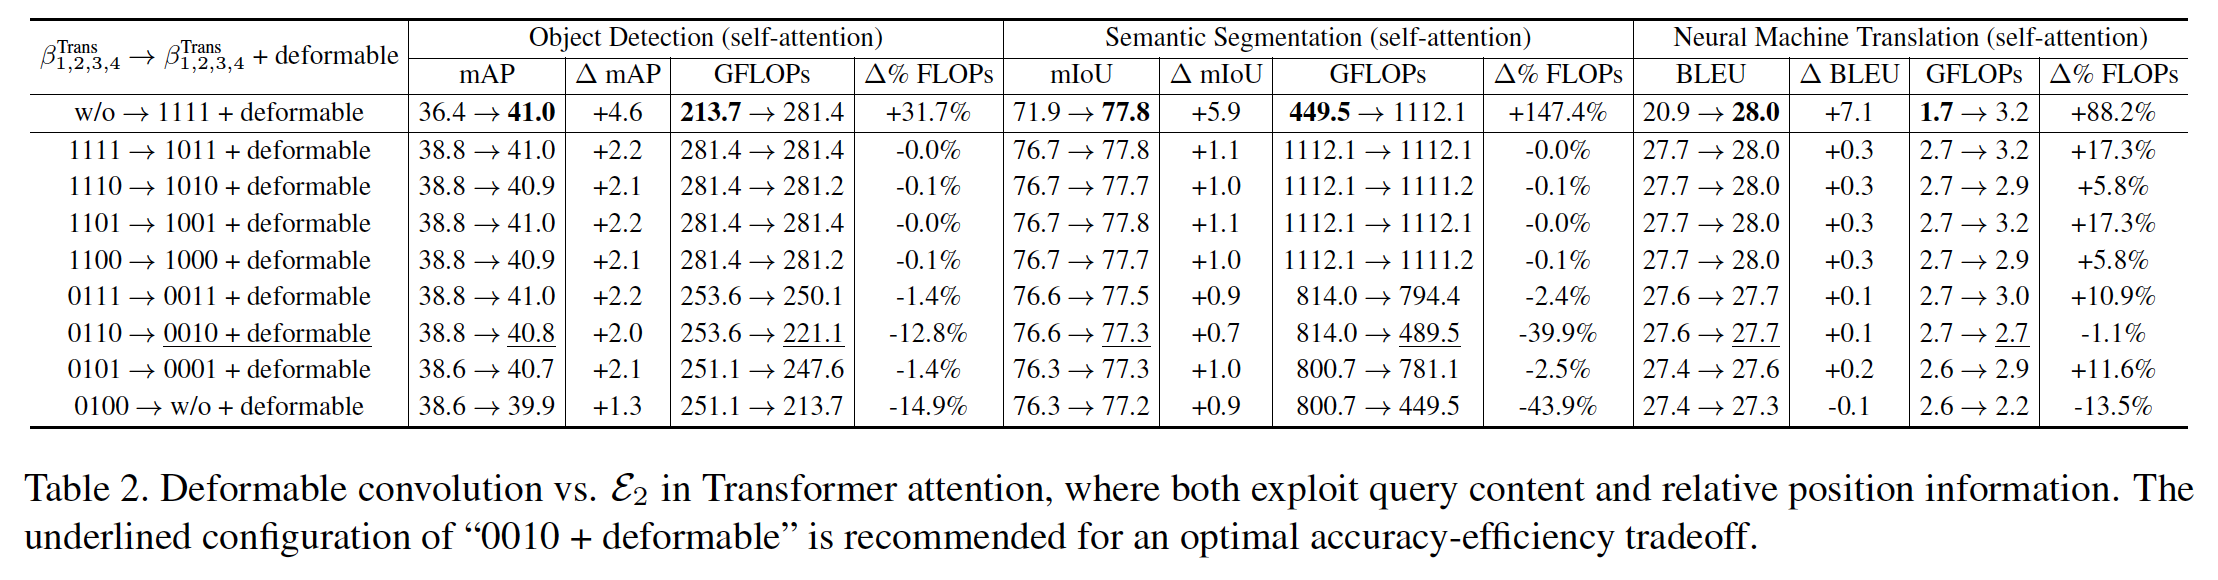 β^Trans_1,2,3,4 → β^Trans_1,2,3,4 + deformable | Object Detection (self-attention) | Semantic Segmentation (self-attention) | Neural Machine Translation (self-attention)
mAP | Δ mAP | GFLOPs | Δ% FLOPs | mIoU | Δ mIoU | GFLOPs | Δ% FLOPs | BLEU | Δ BLEU | GFLOPs | Δ% FLOPs
w/o → 1111 + deformable | 36.4 → 41.0 | +4.6 | 213.7 → 281.4 | +31.7% | 71.9 → 77.8 | +5.9 | 449.5 → 1112.1 | +147.4% | 20.9 → 28.0 | +7.1 | 1.7 → 3.2 | +88.2%
1111 → 1011 + deformable | 38.8 → 41.0 | +2.2 | 281.4 → 281.4 | -0.0% | 76.7 → 77.8 | +1.1 | 1112.1 → 1112.1 | -0.0% | 27.7 → 28.0 | +0.3 | 2.7 → 3.2 | +17.3%
1110 → 1010 + deformable | 38.8 → 40.9 | +2.1 | 281.4 → 281.2 | -0.1% | 76.7 → 77.7 | +1.0 | 1112.1 → 1111.2 | -0.1% | 27.7 → 28.0 | +0.3 | 2.7 → 2.9 | +5.8%
1101 → 1001 + deformable | 38.8 → 41.0 | +2.2 | 281.4 → 281.4 | -0.0% | 76.7 → 77.8 | +1.1 | 1112.1 → 1112.1 | -0.0% | 27.7 → 28.0 | +0.3 | 2.7 → 3.2 | +17.3%
1100 → 1000 + deformable | 38.8 → 40.9 | +2.1 | 281.4 → 281.2 | -0.1% | 76.7 → 77.7 | +1.0 | 1112.1 → 1111.2 | -0.1% | 27.7 → 28.0 | +0.3 | 2.7 → 2.9 | +5.8%
0111 → 0011 + deformable | 38.8 → 41.0 | +2.2 | 253.6 → 250.1 | -1.4% | 76.6 → 77.5 | +0.9 | 814.0 → 794.4 | -2.4% | 27.6 → 27.7 | +0.1 | 2.7 → 3.0 | +10.9%
0110 → 0010 + deformable | 38.8 → 40.8 | +2.0 | 253.6 → 221.1 | -12.8% | 76.6 → 77.3 | +0.7 | 814.0 → 489.5 | -39.9% | 27.6 → 27.7 | +0.1 | 2.7 → 2.7 | -1.1%
0101 → 0001 + deformable | 38.6 → 40.7 | +2.1 | 251.1 → 247.6 | -1.4% | 76.3 → 77.3 | +1.0 | 800.7 → 781.1 | -2.5% | 27.4 → 27.6 | +0.2 | 2.6 → 2.9 | +11.6%
0100 → w/o + deformable | 38.6 → 39.9 | +1.3 | 251.1 → 213.7 | -14.9% | 76.3 → 77.2 | +0.9 | 800.7 → 449.5 | -43.9% | 27.4 → 27.3 | -0.1 | 2.6 → 2.2 | -13.5%
Table 2. Deformable convolution vs. ℰ₂ in Transformer attention, where both exploit query content and relative position information. The
underlined configuration of “0010 + deformable” is recommended for an optimal accuracy-efficiency tradeoff.